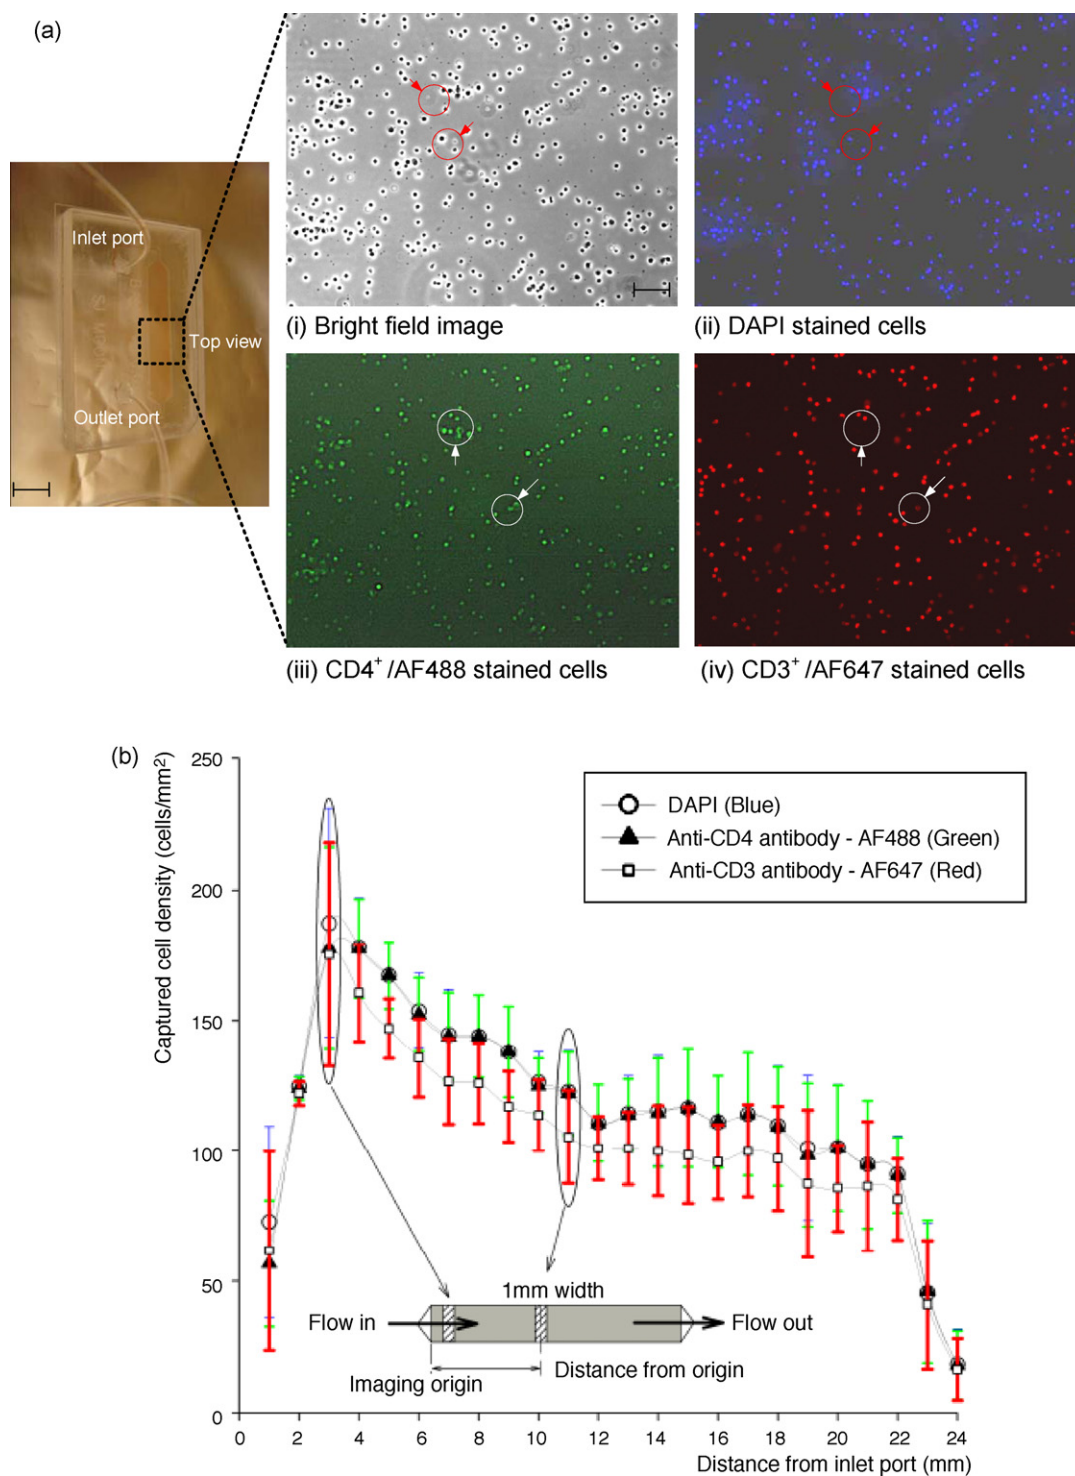 (a)
Inlet port
Top view
Outlet port
(i) Bright field image
(ii) DAPI stained cells
(iii) CD4⁺ /AF488 stained cells
(iv) CD3⁺ /AF647 stained cells
(b)
Captured cell density (cells/mm²)
250
200
150
100
50
0
DAPI (Blue)
Anti-CD4 antibody - AF488 (Green)
Anti-CD3 antibody - AF647 (Red)
1mm width
Flow in
Flow out
Imaging origin
Distance from origin
0 2 4 6 8 10 12 14 16 18 20 22 24
Distance from inlet port (mm)